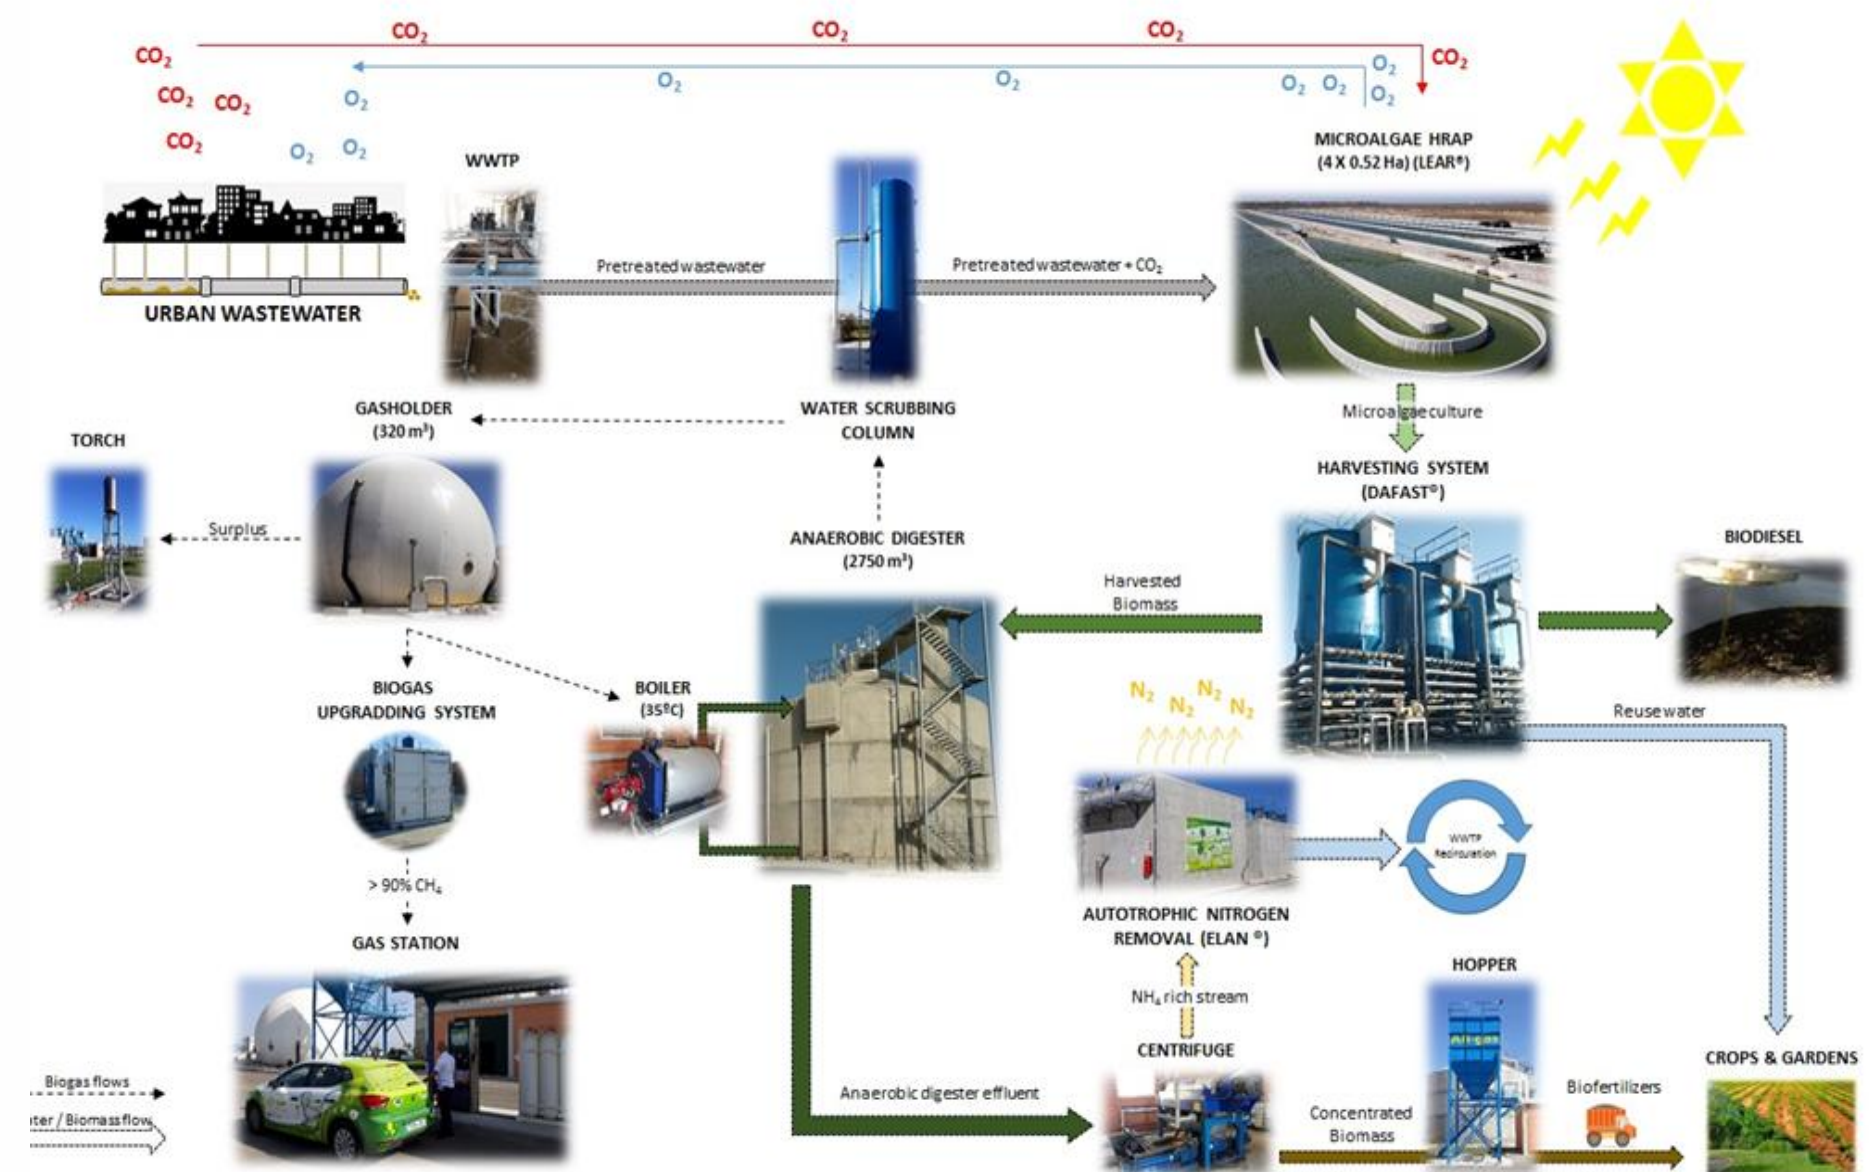 CO₂
CO₂
CO₂
CO₂
CO₂
CO₂
CO₂
CO₂
O₂
O₂
O₂
O₂
O₂
O₂
O₂
O₂
O₂
URBAN WASTEWATER
WWTP
Pretreated wastewater
Pretreated wastewater + CO₂
MICROALGAE HRAP
(4 X 0.52 Ha) (LEAR®)
Microalgae culture
HARVESTING SYSTEM
(DAFAST®)
WATER SCRUBBING
COLUMN
GASHOLDER
(320 m³)
TORCH
Surplus
ANAEROBIC DIGESTER
(2750 m³)
Harvested
Biomass
BIODIESEL
Reuse water
N₂
N₂
N₂
N₂
BIOGAS
UPGRADDING SYSTEM
BOILER
(35ºC)
> 90% CH₄
GAS STATION
WWTP
Recirculation
AUTOTROPHIC NITROGEN
REMOVAL (ELAN ®)
NH₄ rich stream
CENTRIFUGE
HOPPER
All-gas
Anaerobic digester effluent
Concentrated
Biomass
Biofertilizers
CROPS & GARDENS
Biogas flows
ter / Biomass flow